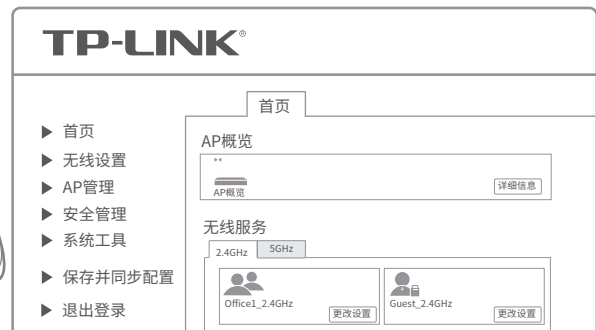 TP-LINK®
首页
首页
无线设置
AP管理
安全管理
系统工具
保存并同步配置
退出登录
AP概览
AP概览
详细信息
无线服务
2.4GHz
5GHz
Office1_2.4GHz
更改设置
Guest_2.4GHz
更改设置